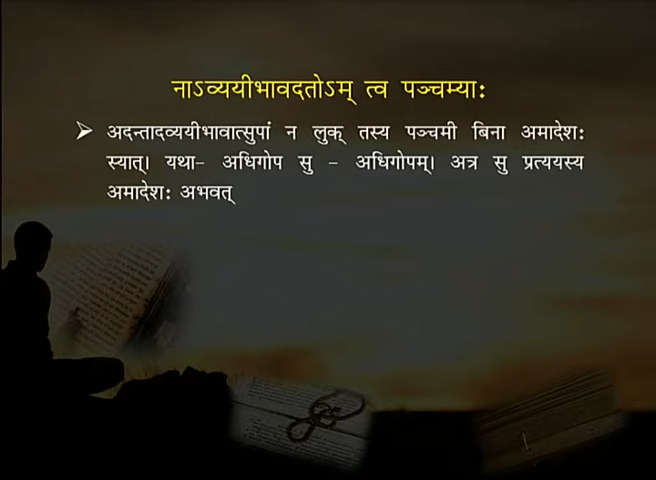 नाऽव्ययीभावदतोऽम् त्व पञ्चम्या:
अदन्तादव्ययीभावात्सुपां न लुक् तस्य पञ्चमी बिना अमादेश:
स्यात्। यथा- अधिगोप सु - अधिगोपम्। अत्र सु प्रत्ययस्य
अमादेश: अभवत्